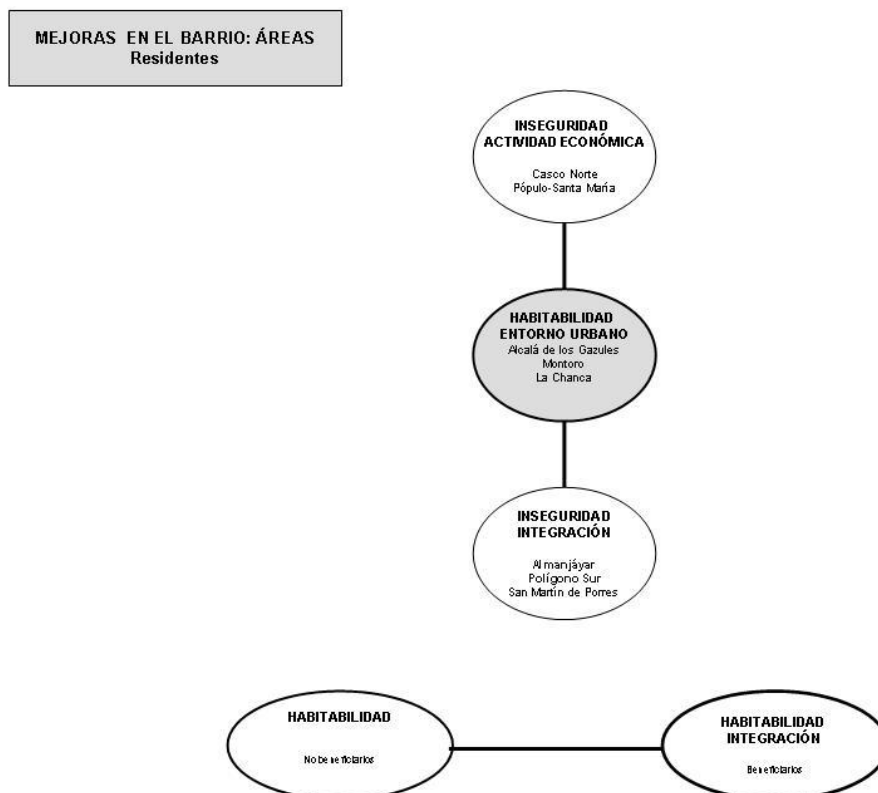 MEJORAS EN EL BARRIO: ÁREAS
Residentes
INSEGURIDAD
ACTIVIDAD ECONÓMICA
Casco Norte
Pópulo-Santa María
HABITABILIDAD
ENTORNO URBANO
Alcalá de los Gazules
Montoro
La Chanca
INSEGURIDAD
INTEGRACIÓN
Almanjáyar
Polígono Sur
San Martín de Porres
HABITABILIDAD
No beneficiarios
HABITABILIDAD
INTEGRACIÓN
Beneficiarios